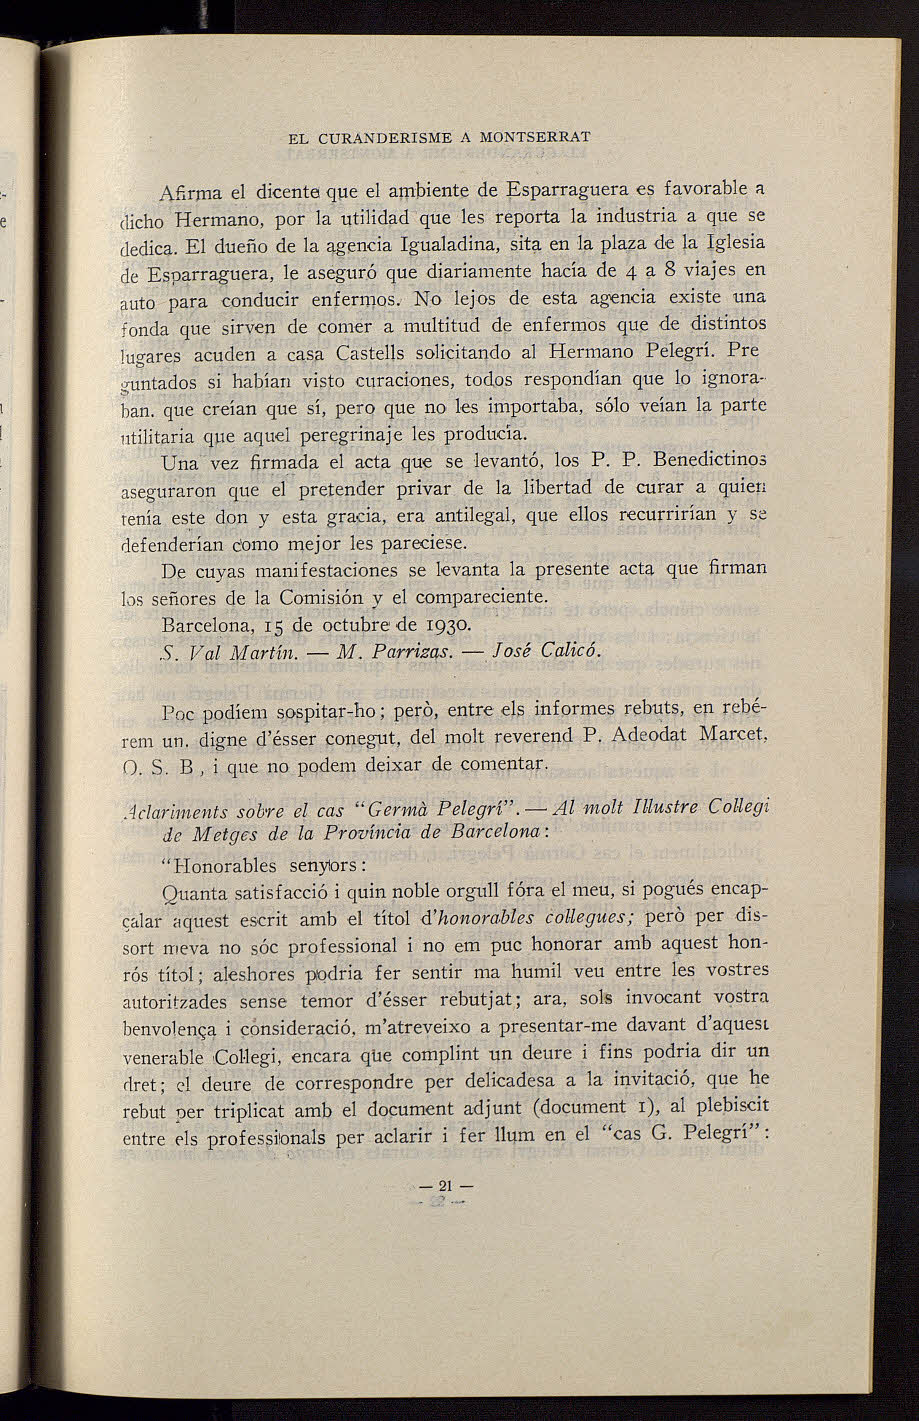 EL CURANDERISME A MONTSERRAT
Afirma el dicente que el ambiente de Esparraguera es favorable a
dicho Hermano, por la utilidad que les reporta la industria a que se
dedica. El dueño de la agencia Igualadina, sita en la plaza de la Iglesia
de Esparraguera, le aseguró que diariamente hacía de 4 a 8 viajes en
auto para conducir enfermos. No lejos de esta agencia existe una
fonda que sirven de comer a multitud de enfermos que de distintos
lugares acuden a casa Castells solicitando al Hermano Pelegrí. Pre
guntados si habían visto curaciones, todos respondían que lo ignora-
ban. que creían que sí, pero que no les importaba, sólo veían la parte
utilitaria que aquel peregrinaje les producía.
Una vez firmada el acta que se levantó, los P. P. Benedictinos
aseguraron que el pretender privar de la libertad de curar a quien
tenía este don y esta gracia, era antilegal, que ellos recurrirían y se
defenderían como mejor les pareciese.
De cuyas manifestaciones se levanta la presente acta que firman
los señores de la Comisión y el compareciente.
Barcelona, 15 de octubre de 1930.
S. Val Martín. — M. Parrizas. — José Calicó.
Poc podíem sospitar-ho; però, entre els informes rebuts, en rebé-
rem un. digne d'ésser conegut, del molt reverend P. Adeodat Marcet,
O. S. B, i que no podem deixar de comentar.
Aclariments sobre el cas "Germà Pelegrí". — Al molt Illustre Col·legi
de Metges de la Província de Barcelona:
"Honorables senyors:
Quanta satisfacció i quin noble orgull fóra el meu, si pogués encap-
çalar aquest escrit amb el títol d'honorables col·legues; però per dis-
sort meva no sóc professional i no em puc honorar amb aquest hon-
rós títol; aleshores podria fer sentir ma humil veu entre les vostres
autoritzades sense temor d'ésser rebutjat; ara, sols invocant vostra
benvolença i consideració, m'atreveixo a presentar-me davant d'aquest
venerable Col·legi, encara que complint un deure i fins podria dir un
dret; el deure de correspondre per delicadesa a la invitació, que he
rebut per triplicat amb el document adjunt (document 1), al plebiscit
entre els professionals per aclarir i fer llum en el "cas G. Pelegrí":
— 21 —